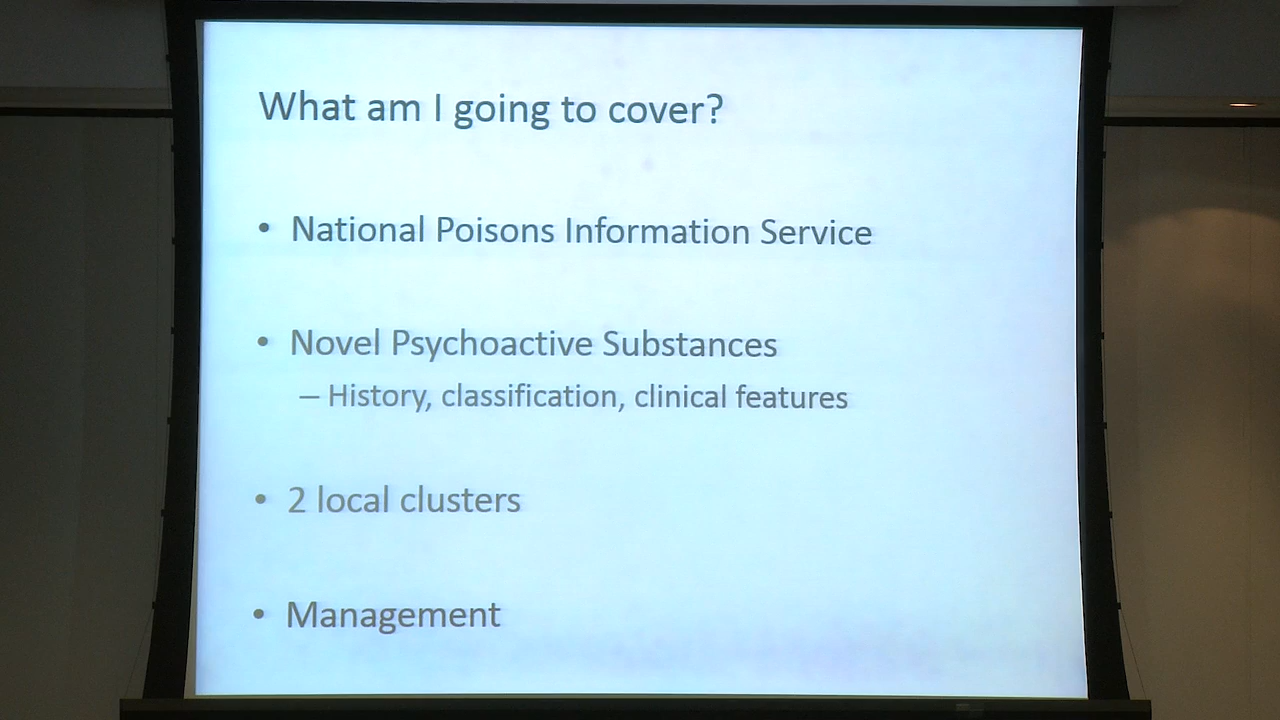 What am I going to cover?
• National Poisons Information Service
• Novel Psychoactive Substances
– History, classification, clinical features
• 2 local clusters
• Management